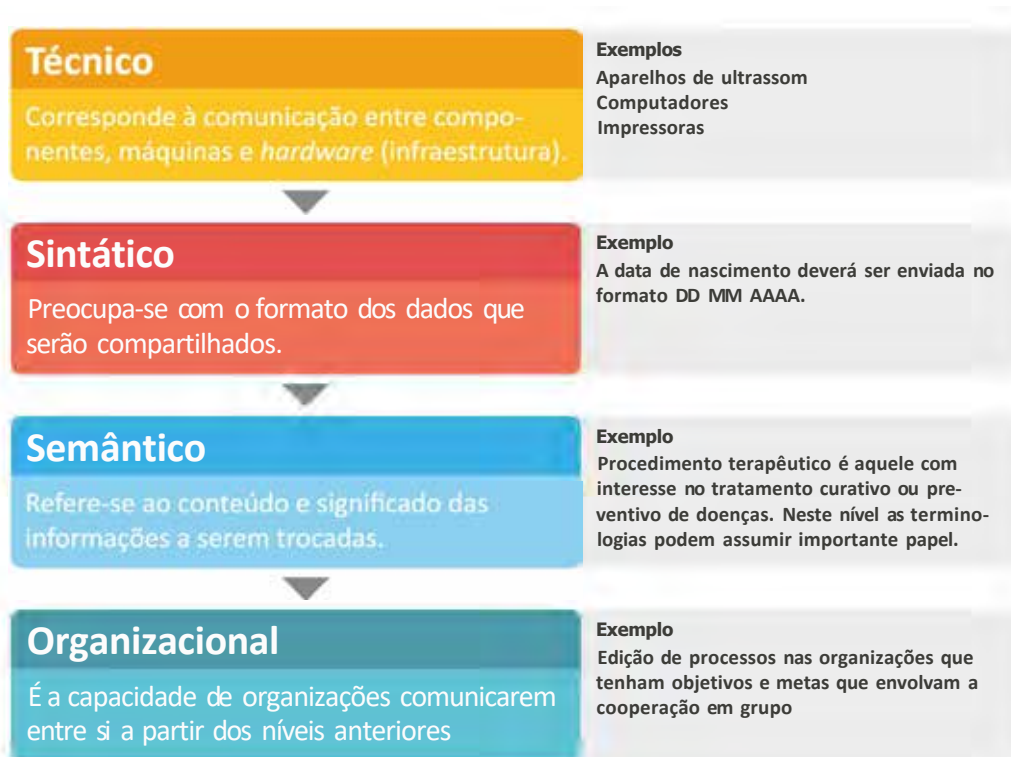 Técnico
Corresponde à comunicação entre compo-
nentes, máquinas e hardware (infraestrutura).
Exemplos
Aparelhos de ultrassom
Computadores
Impressoras
Sintático
Preocupa-se com o formato dos dados que
serão compartilhados.
Exemplo
A data de nascimento deverá ser enviada no
formato DD MM AAAA.
Semântico
Refere-se ao conteúdo e significado das
informações a serem trocadas.
Exemplo
Procedimento terapêutico é aquele com
interesse no tratamento curativo ou pre-
ventivo de doenças. Neste nível as termino-
logias podem assumir importante papel.
Organizacional
É a capacidade de organizações comunicarem
entre si a partir dos níveis anteriores
Exemplo
Edição de processos nas organizações que
tenham objetivos e metas que envolvam a
cooperação em grupo